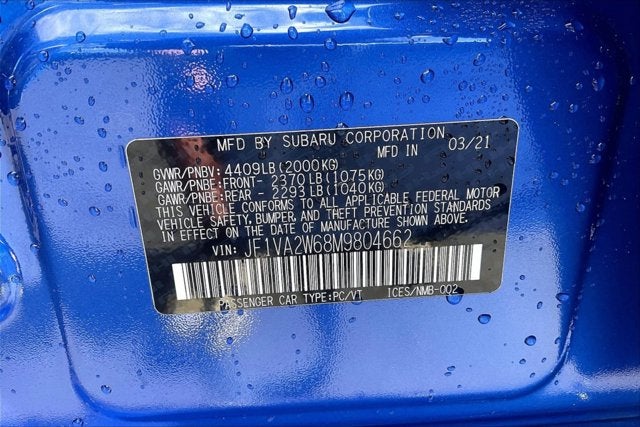 MFD BY SUBARU CORPORATION
MFD IN 03/21
GVWR/PNBV: 4409LB(2000KG)
GAWR/PNBE: FRONT- 2370LB(1075KG)
GAWR/PNBE: REAR - 2293LB(1040KG)
THIS VEHICLE CONFORMS TO ALL APPLICABLE FEDERAL MOTOR
VEHICLE SAFETY, BUMPER, AND THEFT PREVENTION STANDARDS
IN EFFECT ON THE DATE OF MANUFACTURE SHOWN ABOVE.
VIN: JF1VA2W68M9804662
PASSENGER CAR TYPE:PC/VT ICES/NMB-002